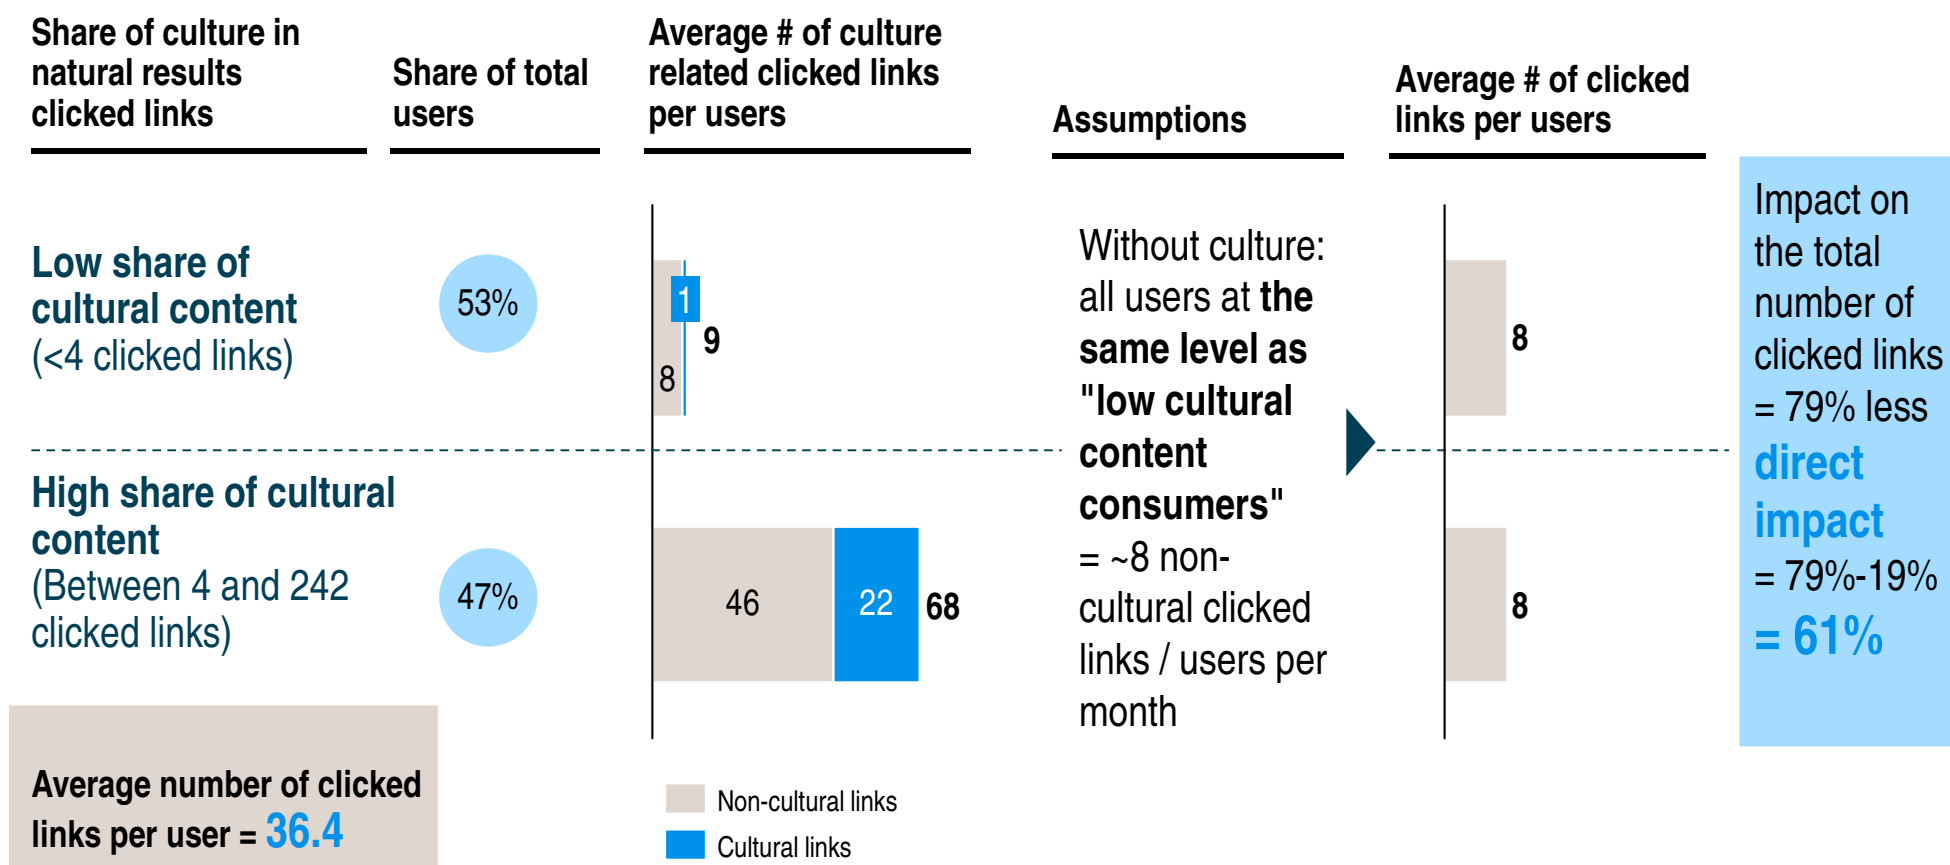 Share of culture in
natural results
clicked links
Share of total
users
Average # of culture
related clicked links
per users
Assumptions
Average # of clicked
links per users
Low share of
cultural content
(<4 clicked links)
53%
1
8
9
Without culture:
all users at the
same level as
"low cultural
content
consumers"
= ~8 non-
cultural clicked
links / users per
month
8
High share of cultural
content
(Between 4 and 242
clicked links)
47%
46
22
68
8
Impact on
the total
number of
clicked links
= 79% less
direct
impact
= 79%-19%
= 61%
Average number of clicked
links per user = 36.4
Non-cultural links
Cultural links